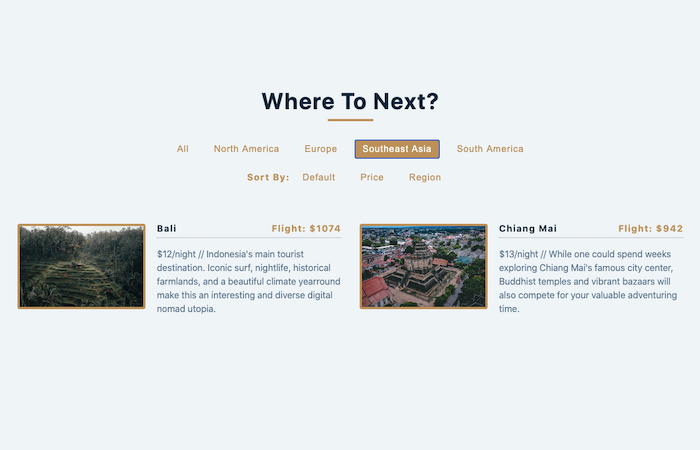 Where To Next?
All North America Europe Southeast Asia South America
Sort By: Default Price Region
Bali Flight: $1074
$12/night // Indonesia's main tourist
destination. Iconic surf, nightlife, historical
farmlands, and a beautiful climate yearround
make this an interesting and diverse digital
nomad utopia.
Chiang Mai Flight: $942
$13/night // While one could spend weeks
exploring Chiang Mai's famous city center,
Buddhist temples and vibrant bazaars will
also compete for your valuable adventuring
time.